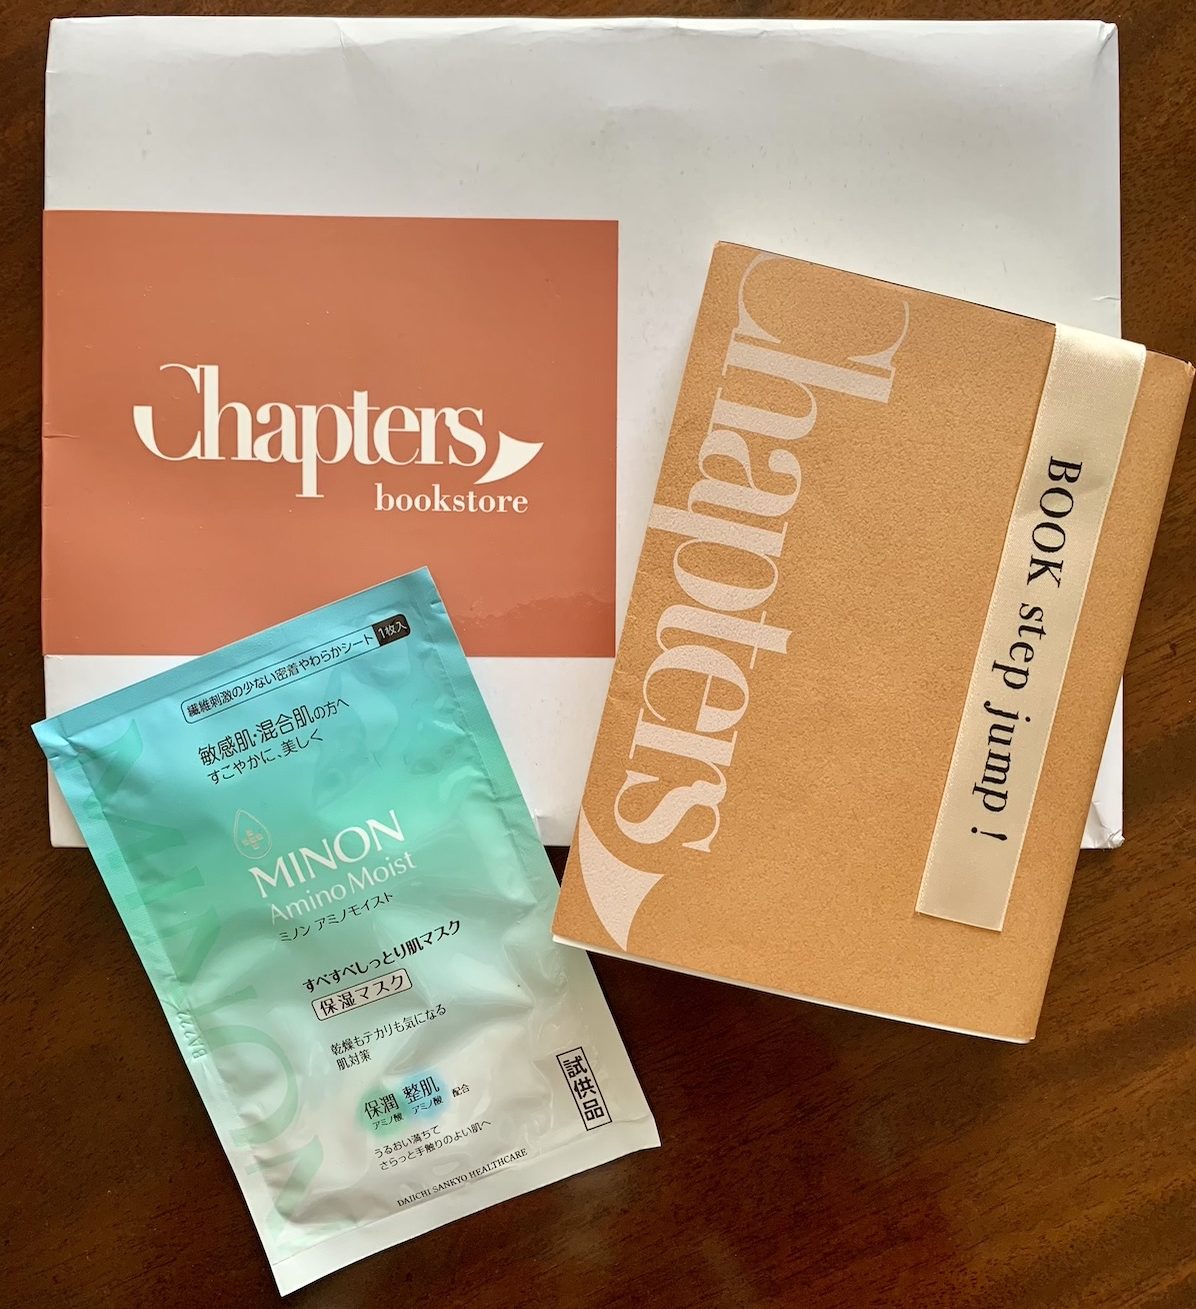 Chapters
bookstore
Chapters
BOOK step jump!
繊維刺激の少ない密着やわらかシート 1枚入
敏感肌・混合肌の方へ
すこやかに、美しく
MINON
Amino Moist
ミノン アミノモイスト
すべすべしっとり肌マスク
保湿マスク
乾燥もテカリも気になる
肌対策
保潤 整肌 配合
アミノ酸 アミノ酸
うるおい満ちて
さらっと手触りのよい肌へ
DAIICHI SANKYO HEALTHCARE
試供品
MINON